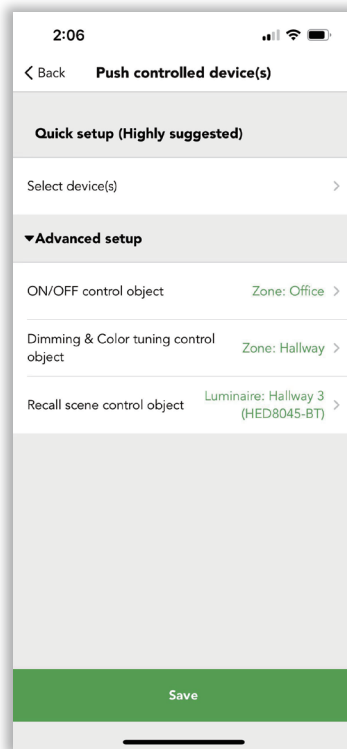 2:06
Back Push controlled device(s)
Quick setup (Highly suggested)
Select device(s)
Advanced setup
ON/OFF control object Zone: Office
Dimming & Color tuning control
object
Zone: Hallway
Recall scene control object
Luminaire: Hallway 3
(HED8045-BT)
Save